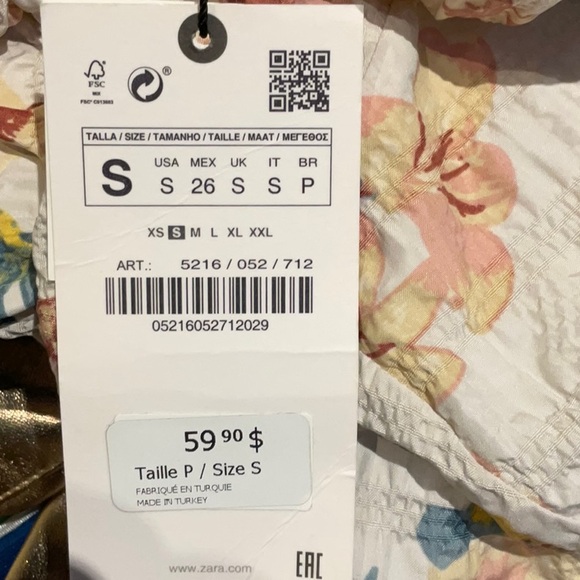 FSC
MIX
FSC® C013993
®
TALLA / SIZE / TAMANHO / TAILLE / MAAT / ΜΕΓΕΘΟΣ
S
USA MEX UK IT BR
S 26 S S P
XS S M L XL XXL
ART.: 5216 / 052 / 712
05216052712029
59 90 $
Taille P / Size S
FABRIQUÉ EN TURQUIE
MADE IN TURKEY
www.zara.com
EAC